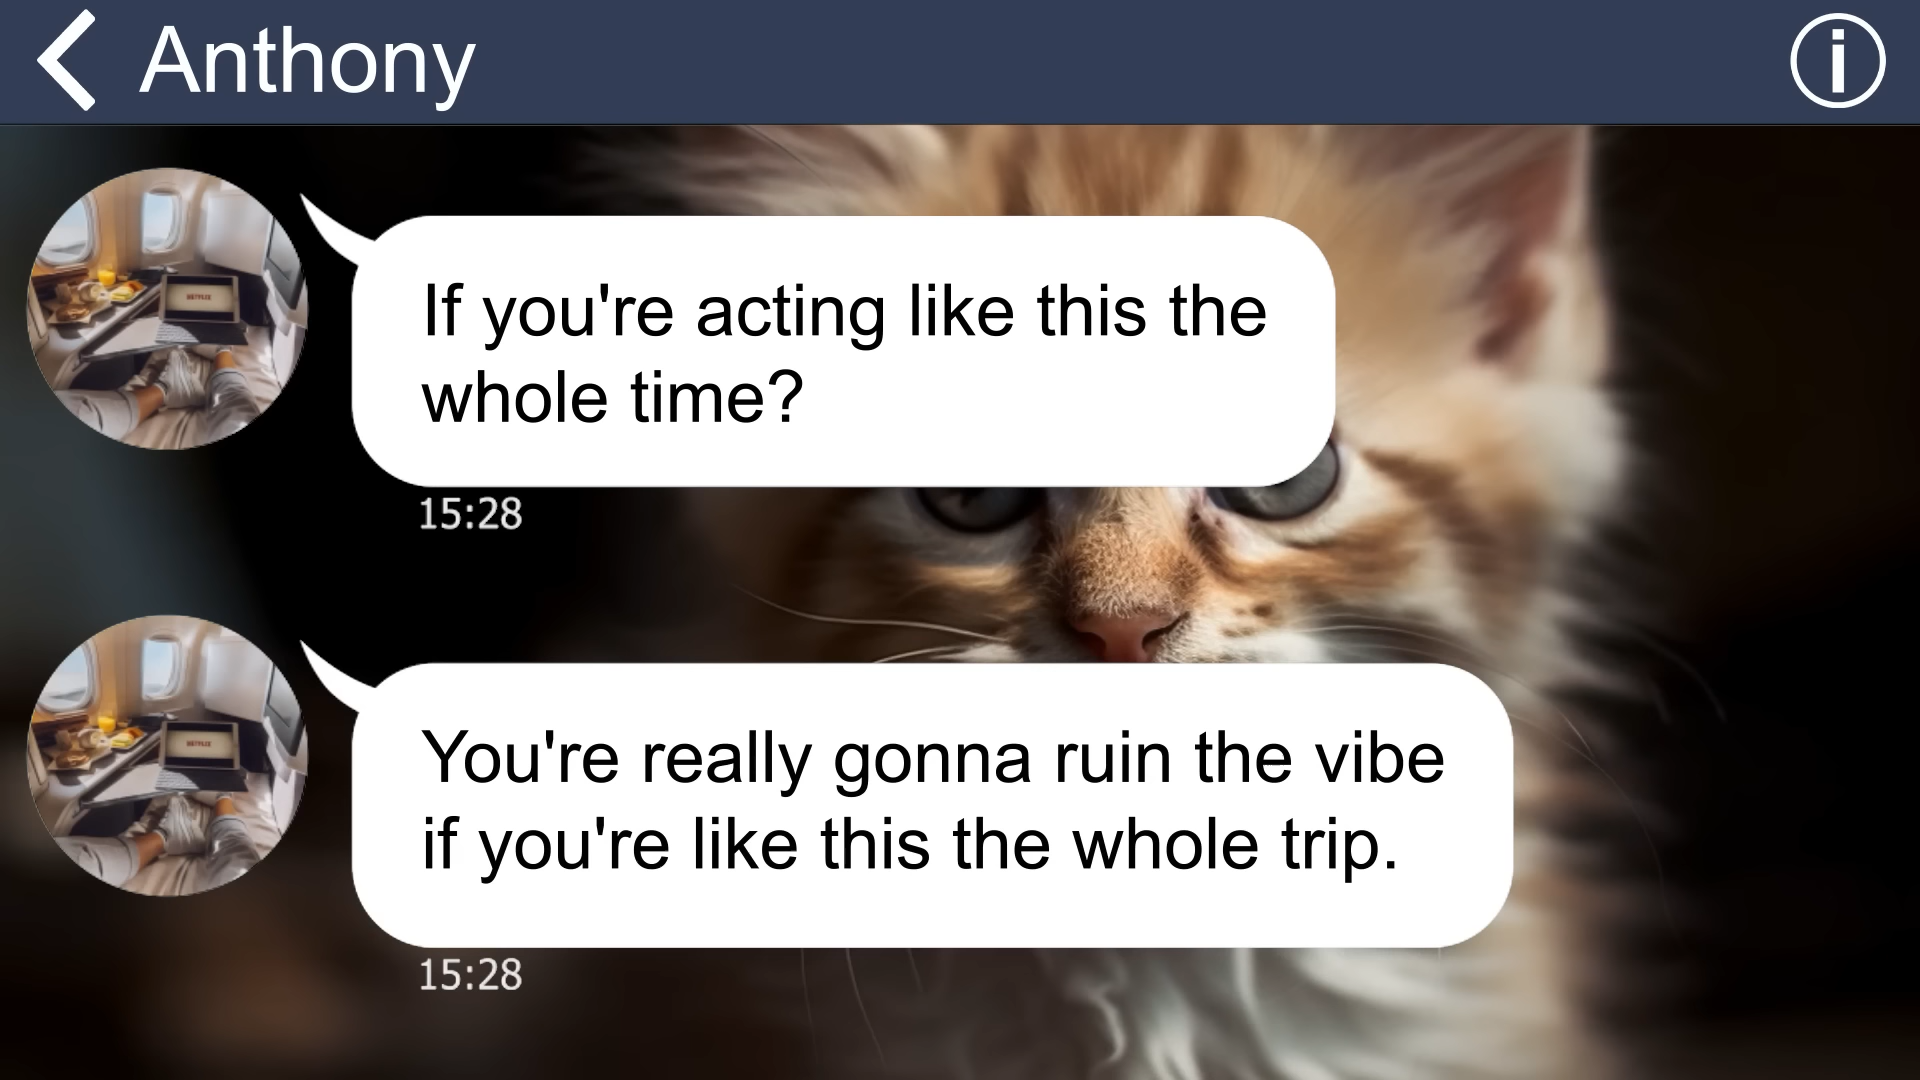 Anthony
If you're acting like this the
whole time?
15:28
You're really gonna ruin the vibe
if you're like this the whole trip.
15:28